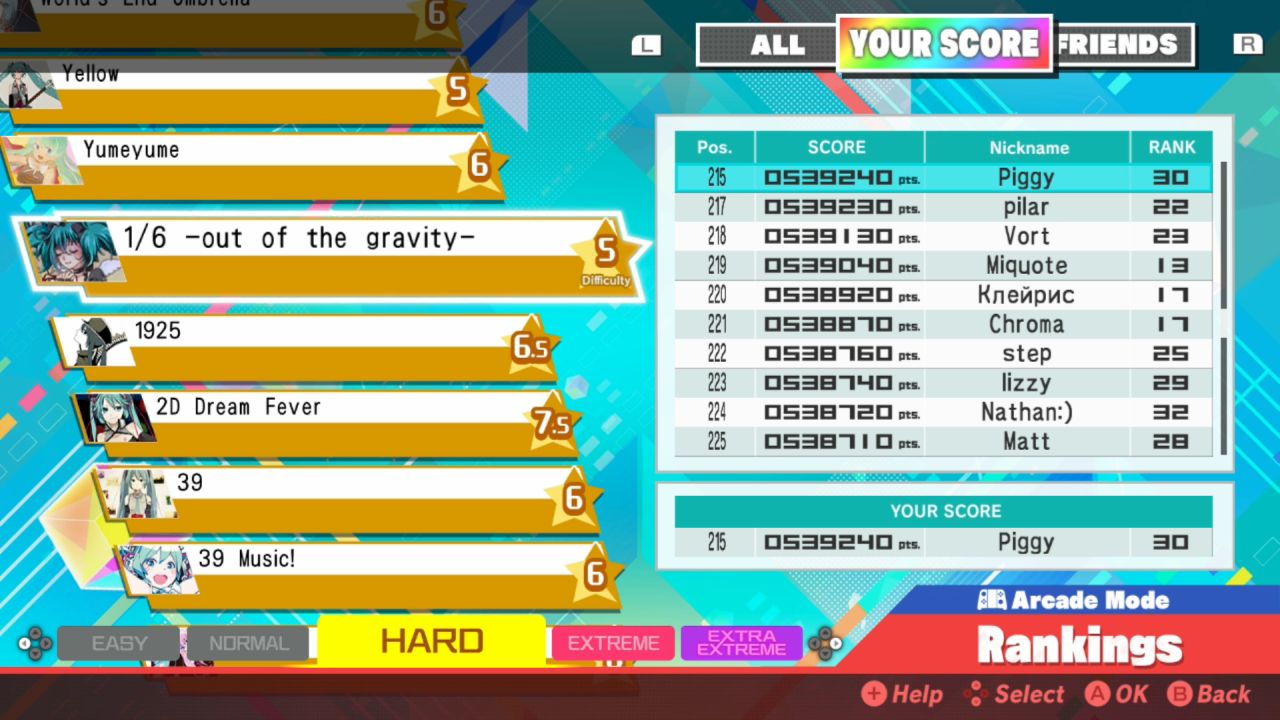 World's End Umbrella
6
L
ALL
YOUR SCORE
FRIENDS
R
Yellow
5
Yumeyume
6
1/6 -out of the gravity-
5
Difficulty
1925
6.5
2D Dream Fever
7.5
39
6
39 Music!
6
Pos. SCORE Nickname RANK
215 0539240 pts. Piggy 30
217 0539230 pts. pilar 22
218 0539130 pts. Vort 23
219 0539040 pts. Miquote 13
220 0538920 pts. Клейрис 17
221 0538870 pts. Chroma 17
222 0538760 pts. step 25
223 0538740 pts. lizzy 29
224 0538720 pts. Nathan:) 32
225 0538710 pts. Matt 28
YOUR SCORE
215 0539240 pts. Piggy 30
EASY
NORMAL
HARD
EXTREME
EXTRA
EXTREME
Arcade Mode
Rankings
+ Help
Select
A OK
B Back